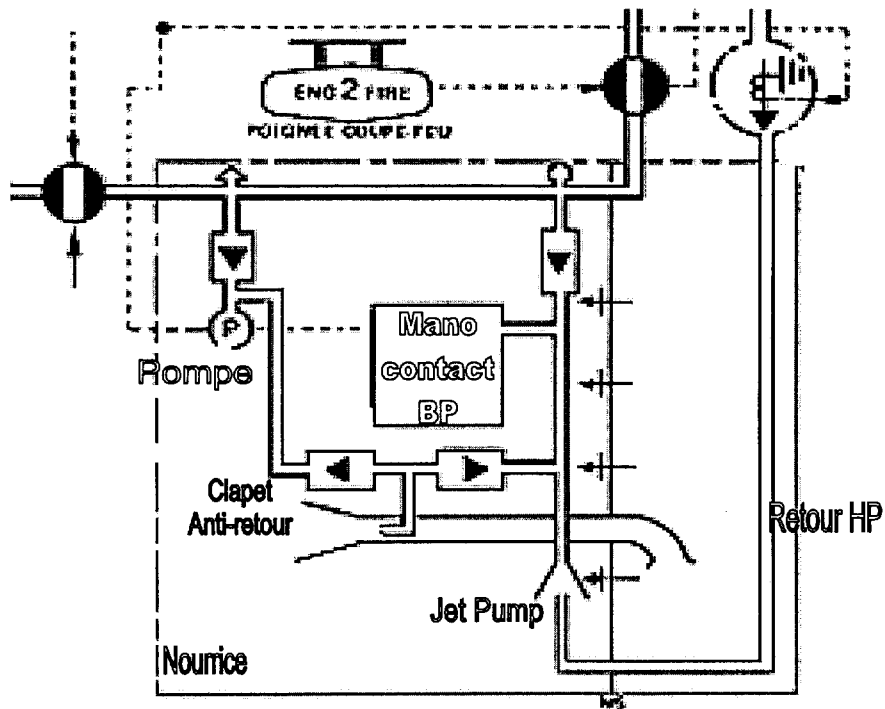 ENG 2 FIRE
POIGNEE COUPE-FEU
P
Pompe
Mano
contact
BP
Clapet
Anti-retour
Retour HP
Jet Pump
Nourrice